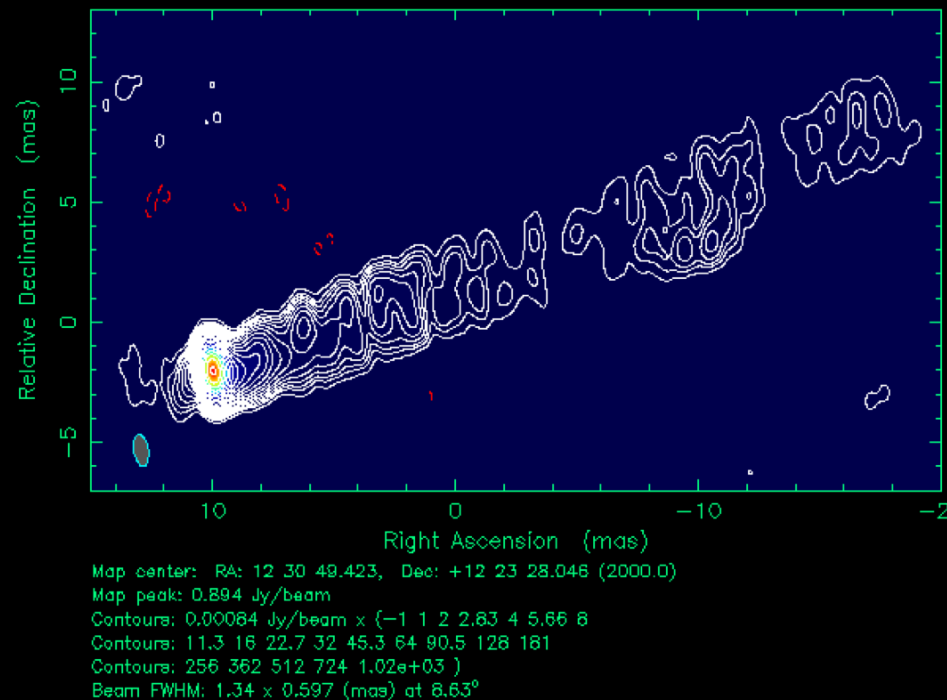 Relative Declination (mas)
10
5
0
−5
10
0
−10
−2
Right Ascension (mas)
Map center: RA: 12 30 49.423, Dec: +12 23 28.046 (2000.0)
Map peak: 0.894 Jy/beam
Contours: 0.00084 Jy/beam x (−1 1 2 2.83 4 5.66 8
Contours: 11.3 16 22.7 32 45.3 64 90.5 128 181
Contours: 256 362 512 724 1.02e+03 )
Beam FWHM: 1.34 x 0.597 (mas) at 8.63°